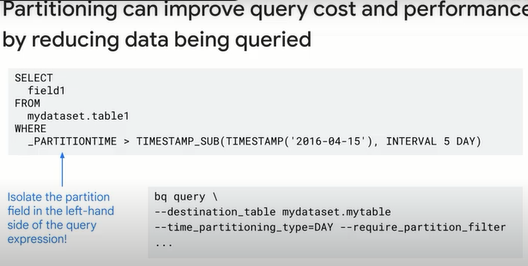 Partitioning can improve query cost and performance
by reducing data being queried
SELECT
field1
FROM
mydataset.table1
WHERE
_PARTITIONTIME > TIMESTAMP_SUB(TIMESTAMP('2016-04-15'), INTERVAL 5 DAY)
Isolate the partition
field in the left-hand
side of the query
expression!
bq query \
--destination_table mydataset.mytable
--time_partitioning_type=DAY --require_partition_filter
...